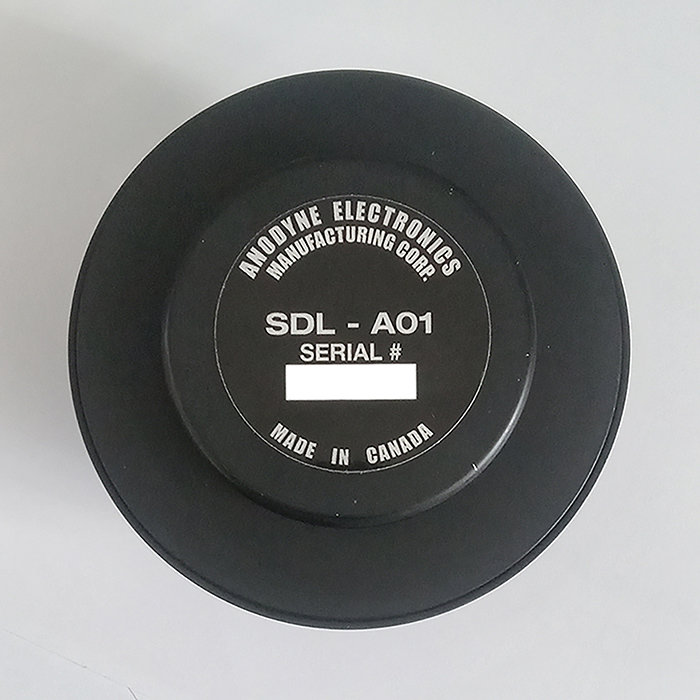 ANODYNE ELECTRONICS
MANUFACTURING CORP.
SDL - A01
SERIAL #
MADE IN CANADA